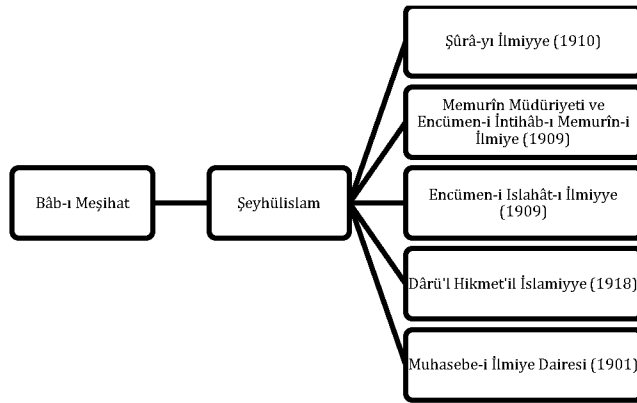 Bâb-ı Meşihat
Şeyhülislam
Şûrâ-yı İlmiyye (1910)
Memurîn Müdüriyeti ve
Encümen-i İntihâb-ı Memurîn-i
İlmiye (1909)
Encümen-i Islahât-ı İlmiyye
(1909)
Dârü'l Hikmet'il İslamiyye (1918)
Muhasebe-i İlmiye Dairesi (1901)